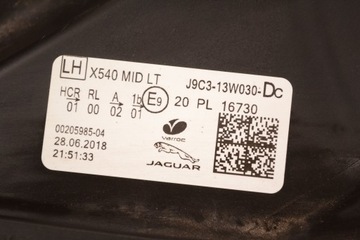 LH X540 MID LT J9C3-13W030-Dc
HCR RL A 1b E9 20 PL 16730
01 00 02 01
00205985-04
28.06.2018
21:51:33
Varroc
JAGUAR